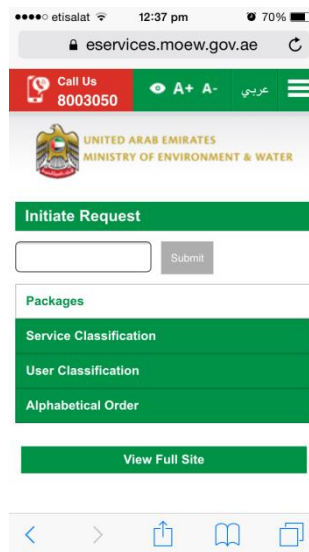 etisalat 12:37 pm 70%
eservices.moew.gov.ae
Call Us
8003050
A+ A-
عربي
UNITED ARAB EMIRATES
MINISTRY OF ENVIRONMENT & WATER
Initiate Request
Submit
Packages
Service Classification
User Classification
Alphabetical Order
View Full Site